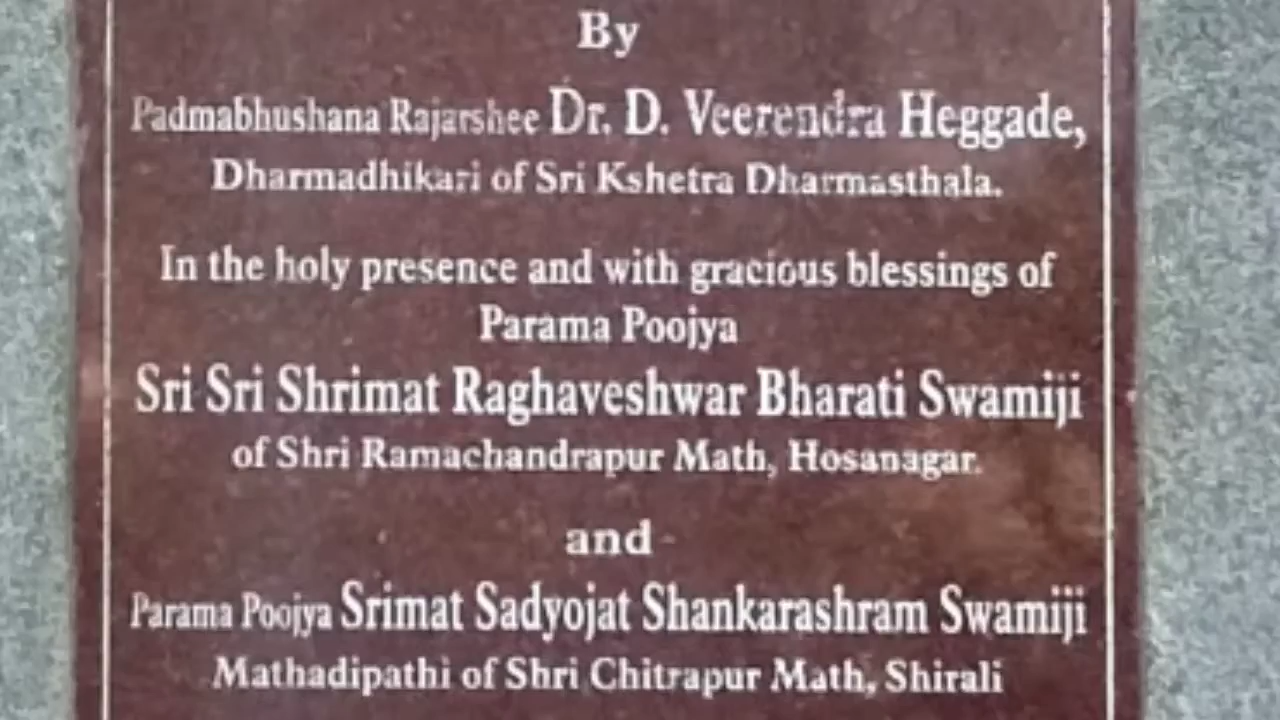 By
Padmabhushana Rajarshee Dr. D. Veerendra Heggade,
Dharmadhikari of Sri Kshetra Dharmasthala.
In the holy presence and with gracious blessings of
Parama Poojya
Sri Sri Shrimat Raghaveshwar Bharati Swamiji
of Shri Ramachandrapur Math, Hosanagar.
and
Parama Poojya Srimat Sadyojat Shankarashram Swamiji
Mathadipathi of Shri Chitrapur Math, Shirali